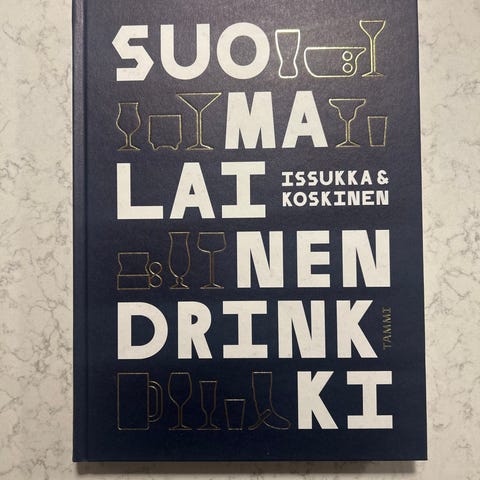 SUO
MA
LAI
ISSUKKA &
KOSKINEN
NEN
DRINK
TAMMI
KI